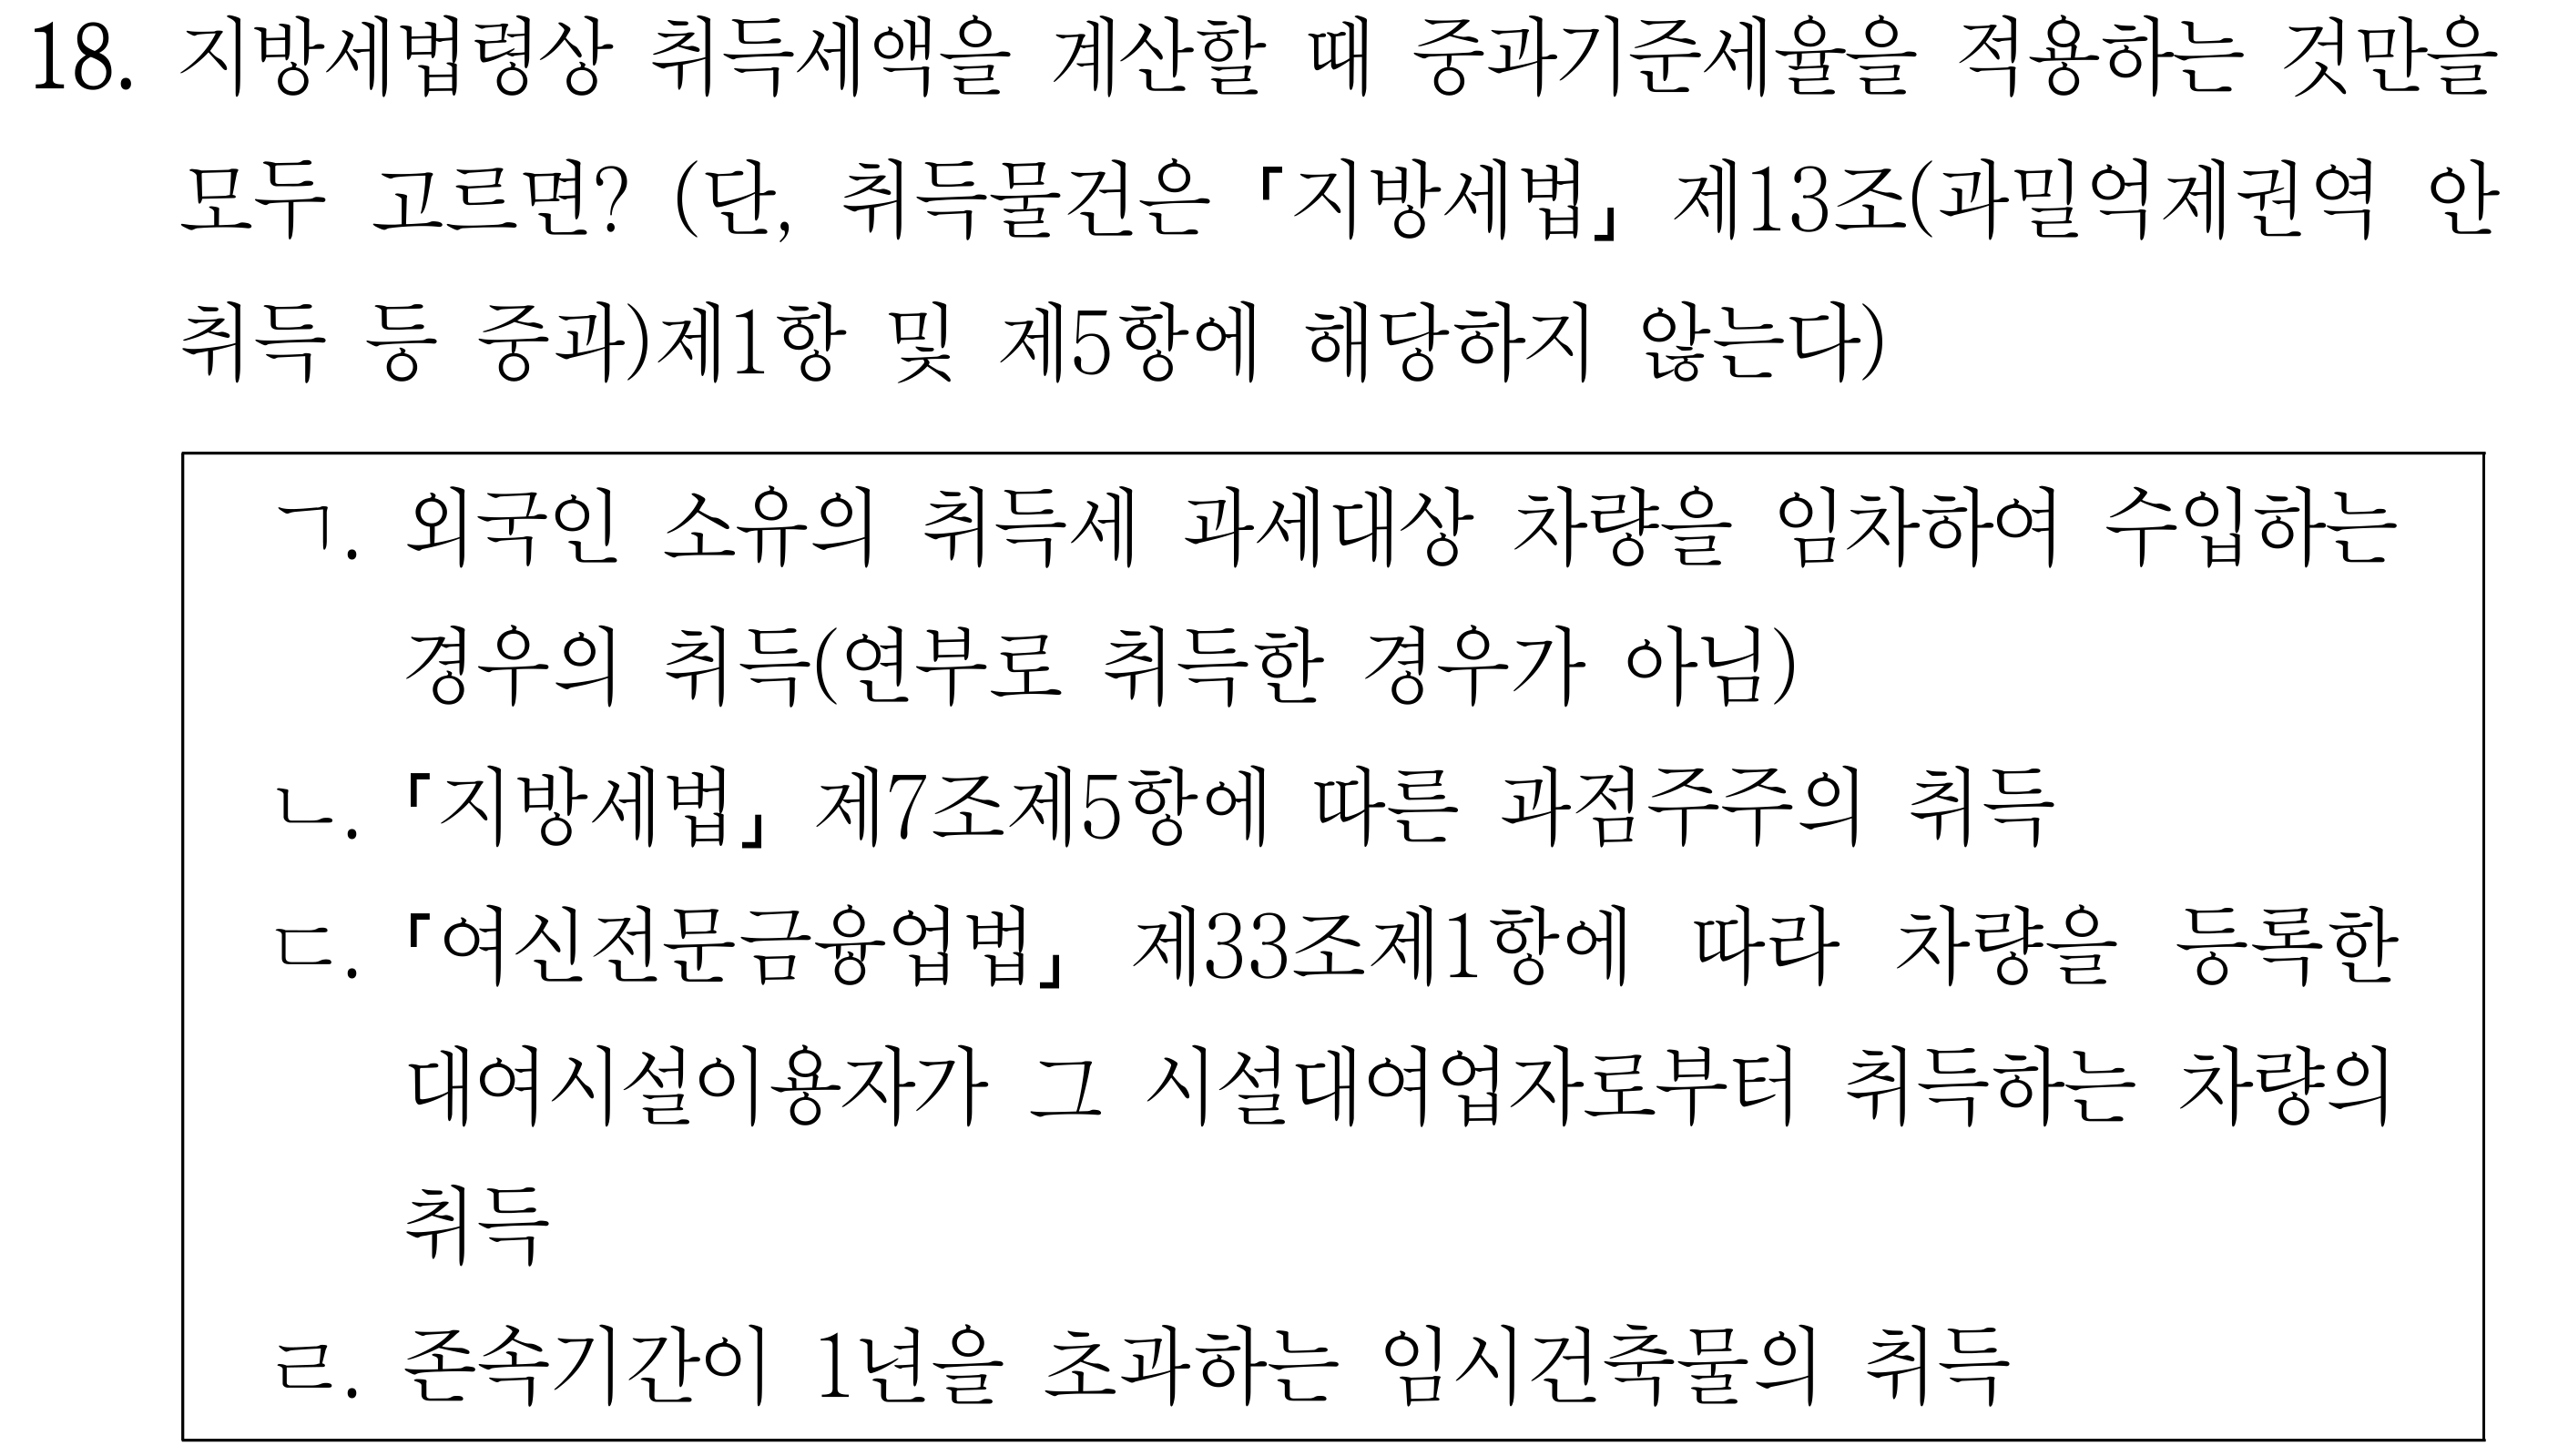 18. 지방세법령상 취득세액을 계산할 때 중과기준세율을 적용하는 것만을
모두 고르면? (단, 취득물건은 「지방세법」 제13조(과밀억제권역 안
취득 등 중과)제1항 및 제5항에 해당하지 않는다)
ㄱ. 외국인 소유의 취득세 과세대상 차량을 임차하여 수입하는
경우의 취득(연부로 취득한 경우가 아님)
ㄴ. 「지방세법」 제7조제5항에 따른 과점주주의 취득
ㄷ. 「여신전문금융업법」 제33조제1항에 따라 차량을 등록한
대여시설이용자가 그 시설대여업자로부터 취득하는 차량의
취득
ㄹ. 존속기간이 1년을 초과하는 임시건축물의 취득